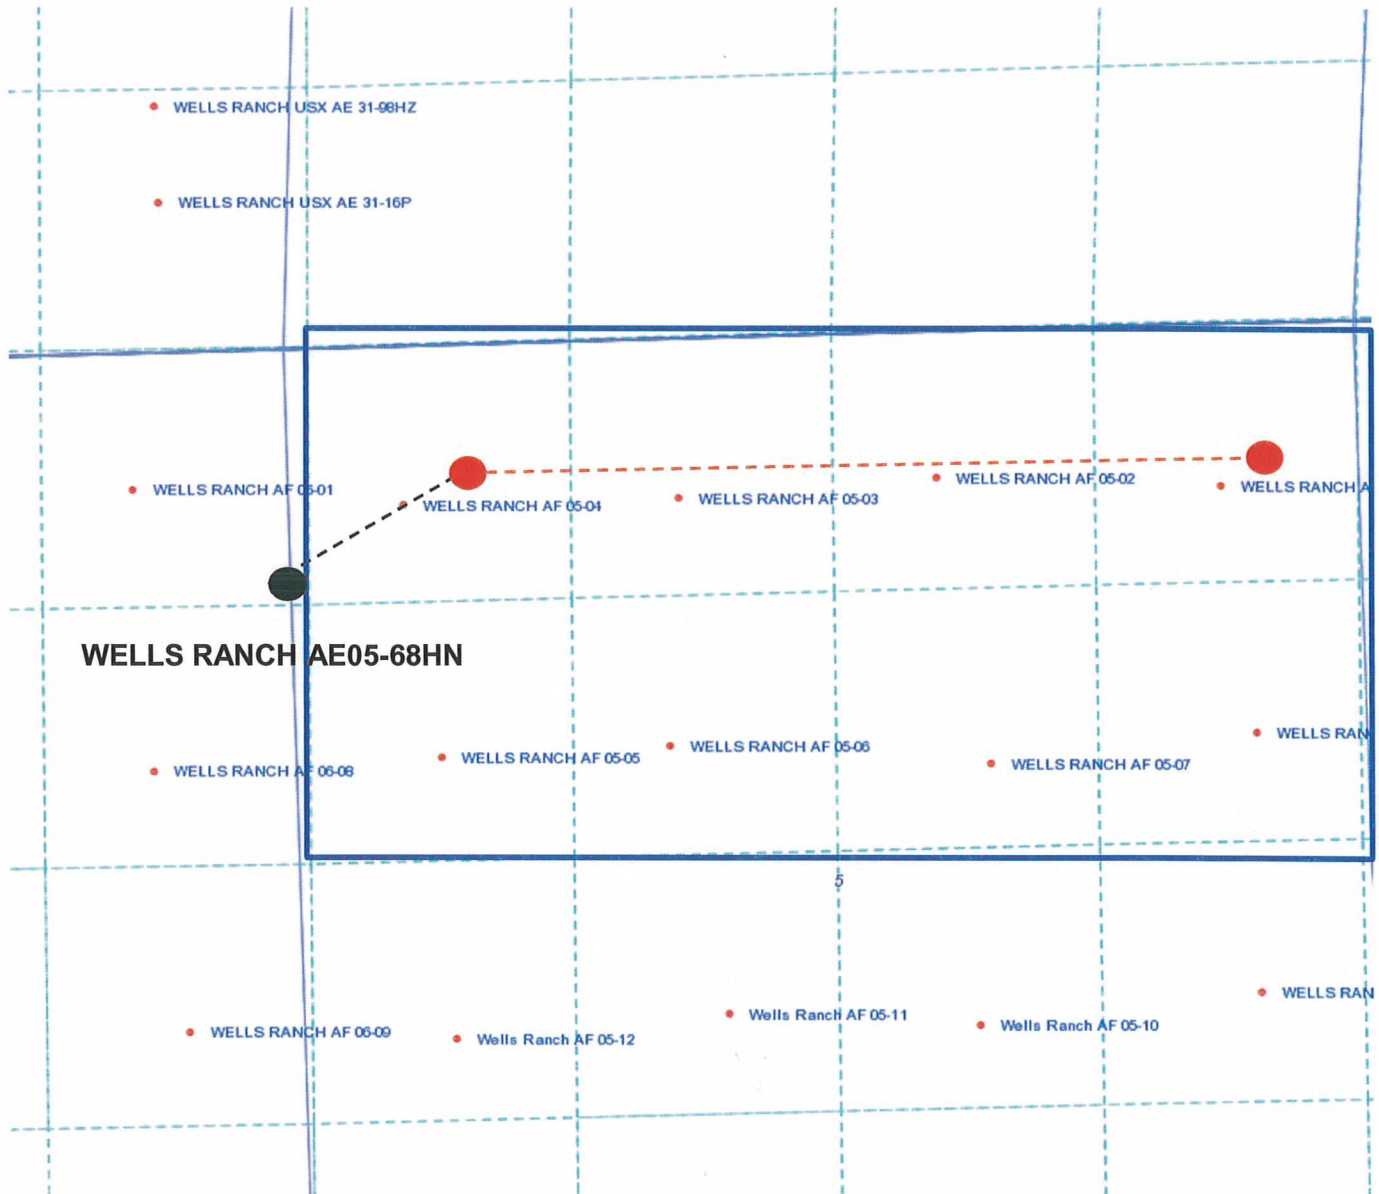 WELLS RANCH USX AE 31-98HZ
WELLS RANCH USX AE 31-16P
WELLS RANCH AF 06-01
WELLS RANCH AF 05-04
WELLS RANCH AF 05-03
WELLS RANCH AF 05-02
WELLS RANCH A
WELLS RANCH AE05-68HN
WELLS RANCH AF 06-08
WELLS RANCH AF 05-05
WELLS RANCH AF 05-06
WELLS RANCH AF 05-07
WELLS RAN
5
WELLS RANCH AF 06-09
Wells Ranch AF 05-12
Wells Ranch AF 05-11
Wells Ranch AF 05-10
WELLS RAN